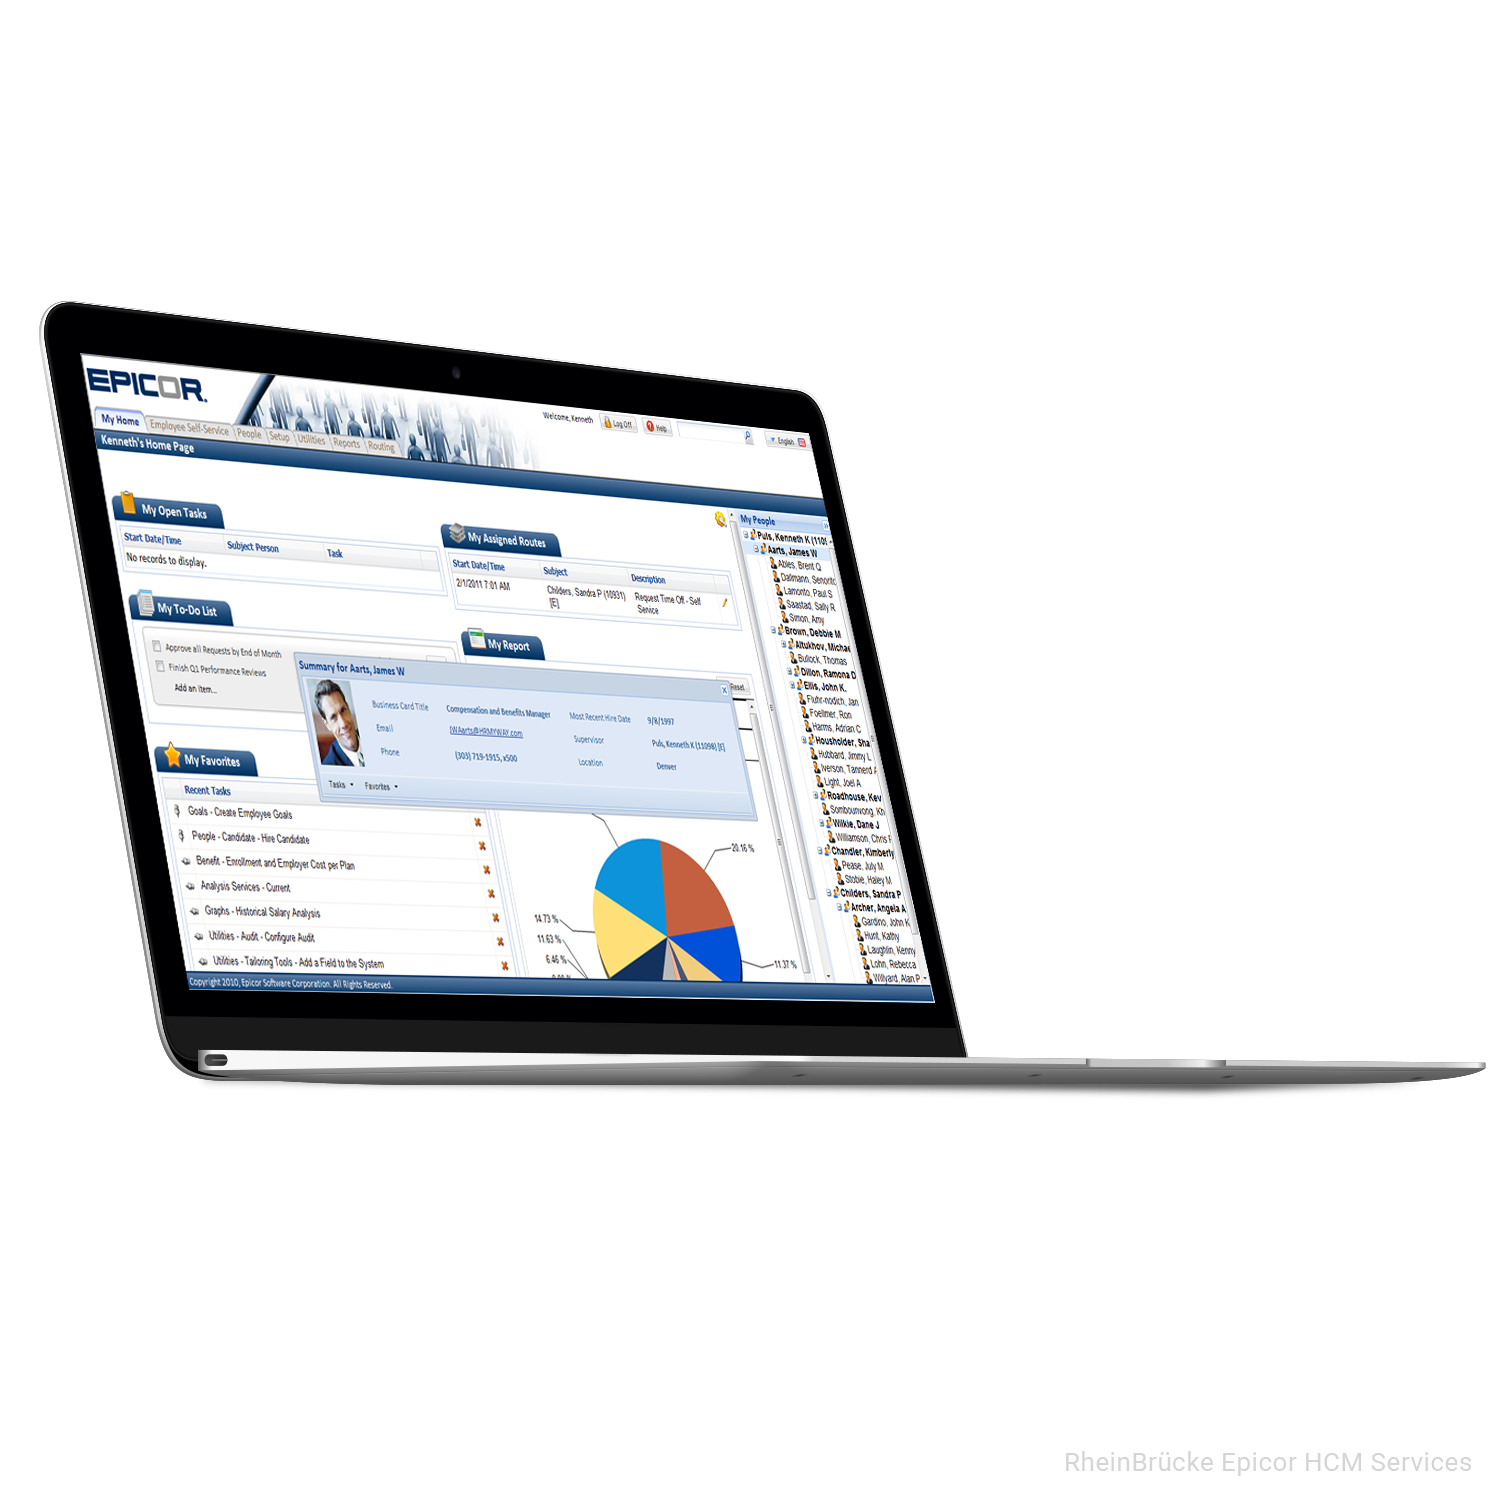 EPICOR.
Welcome, Kenneth
Log Off
Help
English
My Home
Employee Self-Service
People
Setup
Utilities
Reports
Routing
Kenneth's Home Page
My Open Tasks
Start Date/Time Subject Person Task
No records to display.
My To-Do List
Approve all Requests by End of Month
Finish Q1 Performance Reviews
Add an item...
My Assigned Routes
Start Date/Time Subject Description
2/1/2011 7:01 AM Childers, Sandra P (10931) Request Time Off - Self
[E] Service
My Report
Reset
Summary for Aarts, James W
Business Card Title Compensation and Benefits Manager Most Recent Hire Date 9/8/1997
Email JWAarts@HRMYWAY.com Supervisor Puls, Kenneth K (11098) [E]
Phone (303) 719-1915, x500 Location Denver
Tasks Favorites
My Favorites
Recent Tasks
Goals - Create Employee Goals
People - Candidate - Hire Candidate
Benefit - Enrollment and Employer Cost per Plan
Analysis Services - Current
Graphs - Historical Salary Analysis
Utilities - Audit - Configure Audit
Utilities - Tailoring Tools - Add a Field to the System
20.16 %
14.73 %
11.63 %
6.46 %
11.37 %
My People
Puls, Kenneth K (1109
Aarts, James W
Ables, Brent Q
Dallmann, Senorito
Lamonto, Paul S
Saastad, Sally R
Simon, Amy
Brown, Debbie M
Altukhov, Michae
Bullock, Thomas
Dillon, Ramona D
Ellis, John K.
Fluhr-nodich, Jan
Foellmer, Ron
Harms, Adrian C
Housholder, Sha
Hubbard, Jimmy L
Iverson, Tannerd A
Light, Joel A
Roadhouse, Kev
Sombounvong, Kh
Wilkie, Dane J
Williamson, Chris F
Chandler, Kimberly
Pease, July M
Stobie, Haley M
Childers, Sandra P
Archer, Angela A
Gardino, John K
Hunt, Kathy
Laughlin, Kenny
Lohn, Rebecca
Willyard, Alan P
Copyright 2010, Epicor Software Corporation. All Rights Reserved.
RheinBrücke Epicor HCM Services